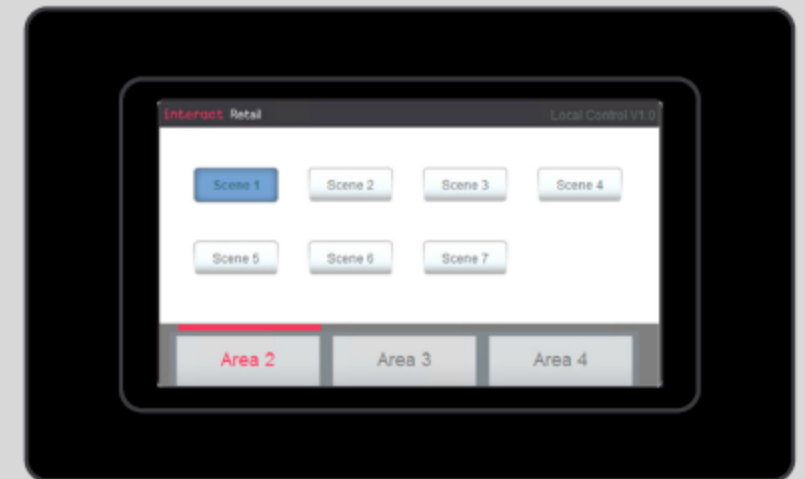 interact Retail Local Control V1.0
Scene 1 Scene 2 Scene 3 Scene 4
Scene 5 Scene 6 Scene 7
Area 2 Area 3 Area 4